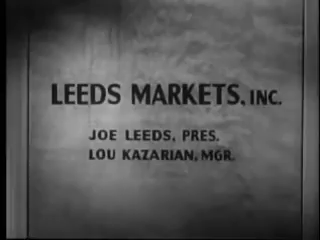 LEEDS MARKETS, INC.
JOE LEEDS, PRES.
LOU KAZARIAN, MGR.